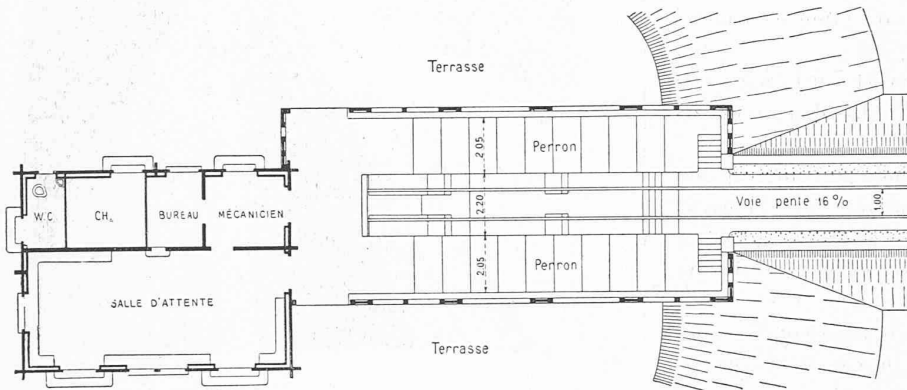 Terrasse
2.05
Perron
W.C
CHb
BUREAU
MÉCANICIEN
2.20
Voie pente 16 %
1.00
2.05
Perron
SALLE D'ATTENTE
Terrasse